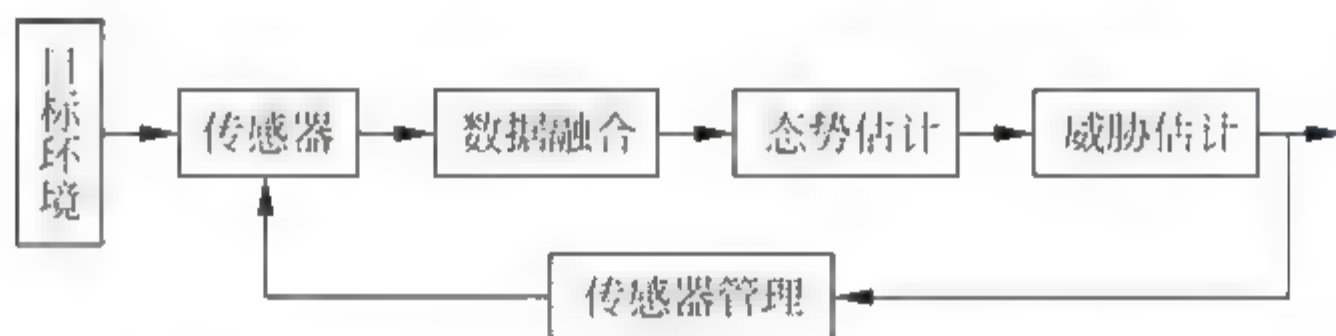 目标环境
传感器
数据融合
态势估计
威胁估计
传感器管理